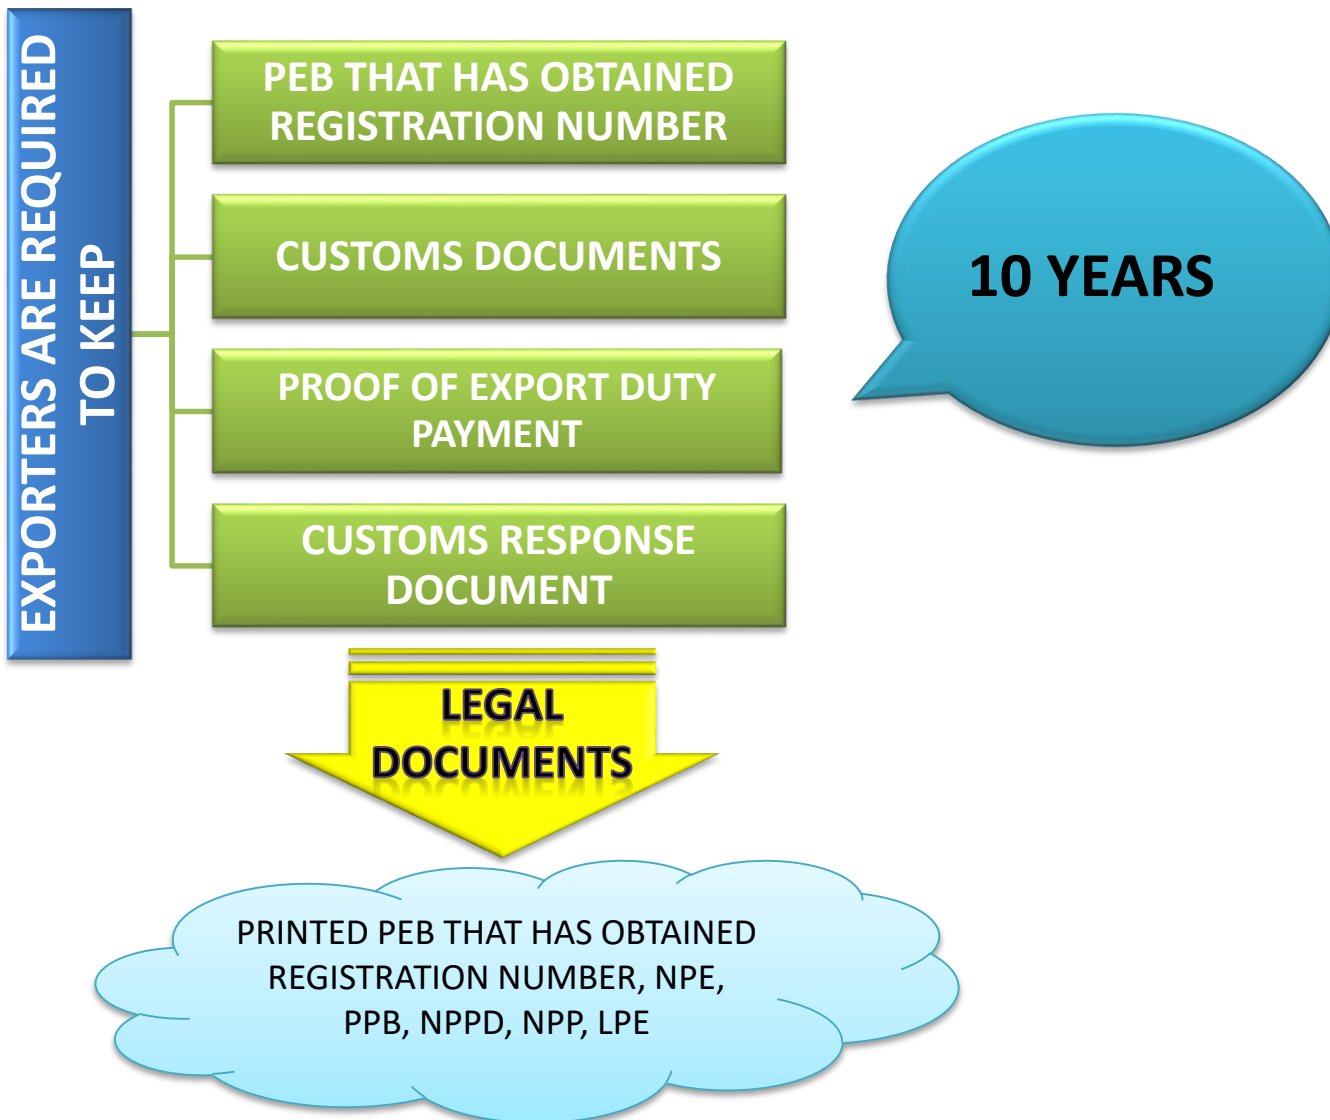 EXPORTERS ARE REQUIRED
TO KEEP
PEB THAT HAS OBTAINED
REGISTRATION NUMBER
CUSTOMS DOCUMENTS
PROOF OF EXPORT DUTY
PAYMENT
CUSTOMS RESPONSE
DOCUMENT
10 YEARS
LEGAL
DOCUMENTS
PRINTED PEB THAT HAS OBTAINED
REGISTRATION NUMBER, NPE,
PPB, NPPD, NPP, LPE